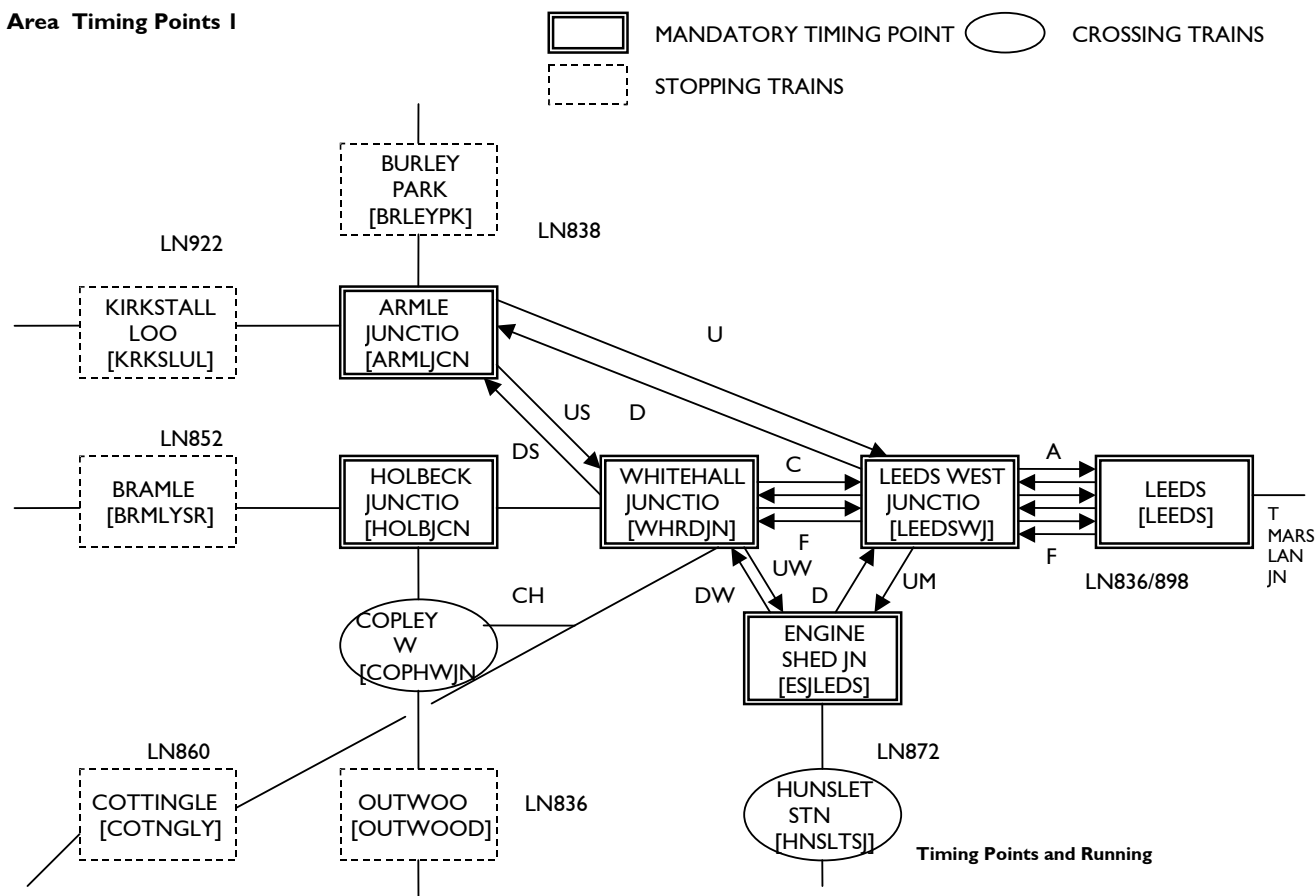 Area Timing Points 1
MANDATORY TIMING POINT
CROSSING TRAINS
STOPPING TRAINS
BURLEY
PARK
[BRLEYPK]
LN838
LN922
KIRKSTALL
LOO
[KRKSLUL]
ARMLE
JUNCTIO
[ARMLJCN
U
US
D
DS
LN852
BRAMLE
[BRMLYSR]
HOLBECK
JUNCTIO
[HOLBJCN
WHITEHALL
JUNCTIO
[WHRDJN]
C
F
LEEDS WEST
JUNCTIO
[LEEDSWJ]
A
F
LEEDS
[LEEDS]
T
MARS
LAN
JN
LN836/898
UW
DW
D
UM
CH
COPLEY
W
[COPHWJN
ENGINE
SHED JN
[ESJLEDS]
LN860
COTTINGLE
[COTNGLY]
OUTWOO
[OUTWOOD]
LN836
LN872
HUNSLET
STN
[HNSLTSJ]
Timing Points and Running